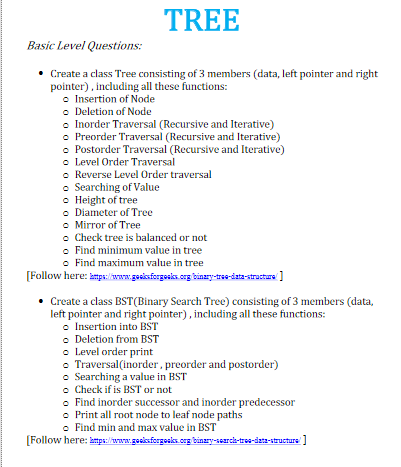 TREE
Basic Level Questions:
• Create a class Tree consisting of 3 members (data, left pointer and right
pointer) , including all these functions:
o Insertion of Node
o Deletion of Node
o Inorder Traversal (Recursive and Iterative)
o Preorder Traversal (Recursive and Iterative)
o Postorder Traversal (Recursive and Iterative)
o Level Order Traversal
o Reverse Level Order traversal
o Searching of Value
o Height of tree
o Diameter of Tree
o Mirror of Tree
o Check tree is balanced or not
o Find minimum value in tree
o Find maximum value in tree
[Follow here: https://www.geeksforgeeks.org/binary-tree-data-structure/ ]
• Create a class BST(Binary Search Tree) consisting of 3 members (data,
left pointer and right pointer) , including all these functions:
o Insertion into BST
o Deletion from BST
o Level order print
o Traversal(inorder , preorder and postorder)
o Searching a value in BST
o Check if is BST or not
o Find inorder successor and inorder predecessor
o Print all root node to leaf node paths
o Find min and max value in BST
[Follow here: https://www.geeksforgeeks.org/binary-search-tree-data-structure/ ]